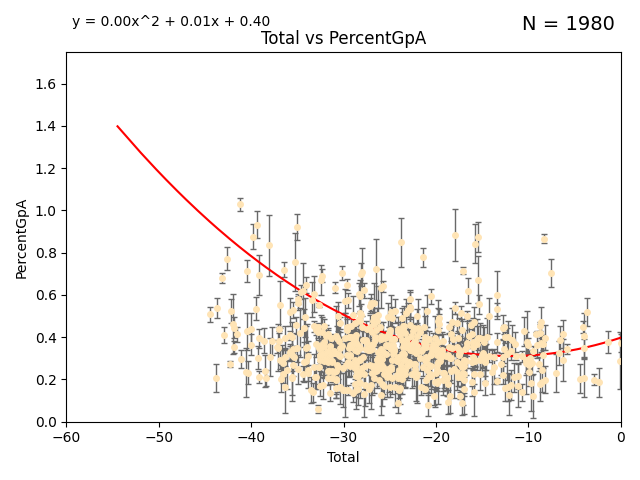 y = 0.00x^2 + 0.01x + 0.40
N = 1980
Total vs PercentGpA
PercentGpA
1.6
1.4
1.2
1.0
0.8
0.6
0.4
0.2
0.0
−60 −50 −40 −30 −20 −10 0
Total